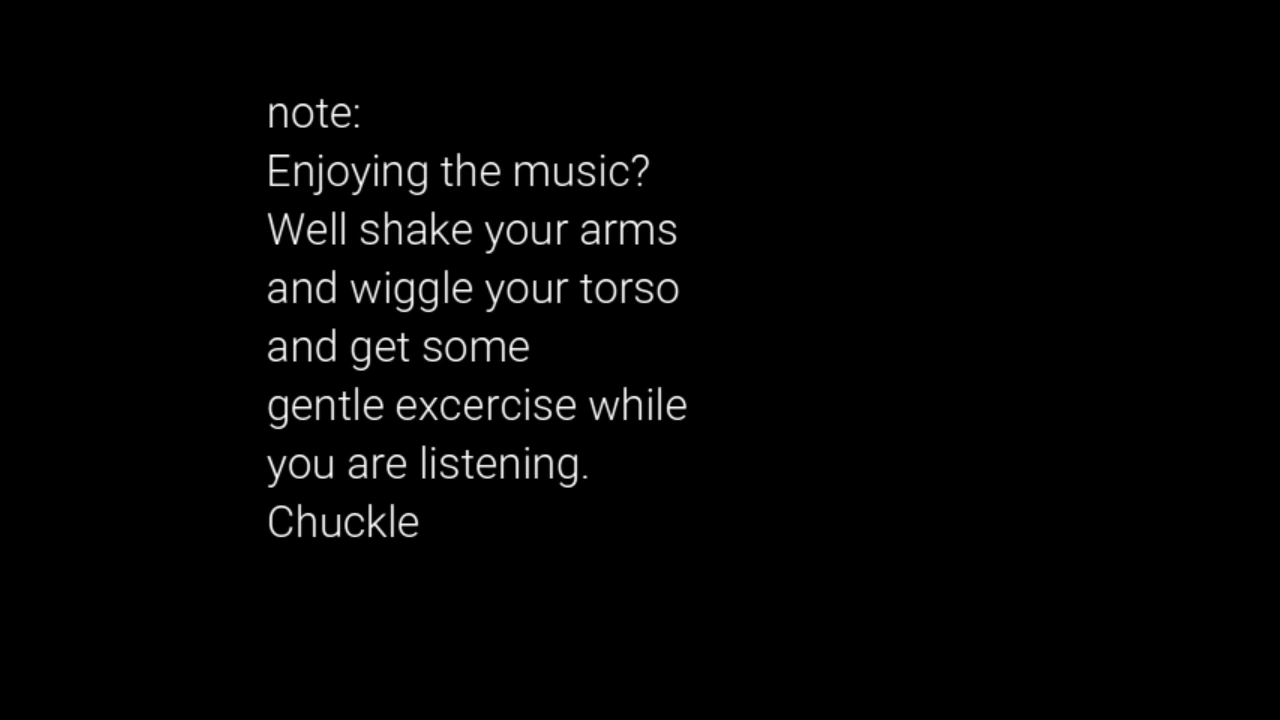 note:
Enjoying the music?
Well shake your arms
and wiggle your torso
and get some
gentle excercise while
you are listening.
Chuckle